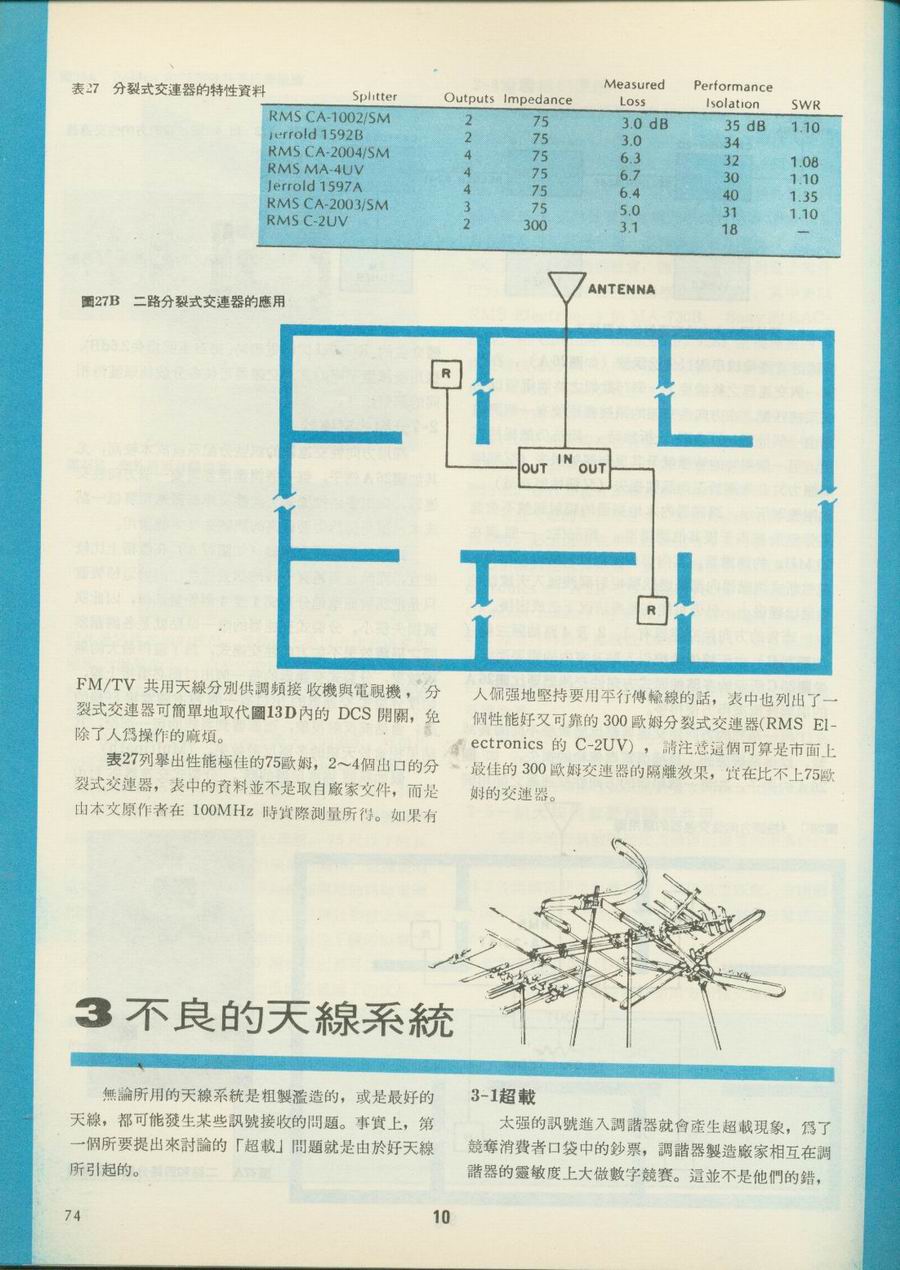 表27 分裂式交連器的特性資料
Splitter Outputs Impedance Measured Loss Performance Isolation SWR
RMS CA-1002/SM 2 75 3.0 dB 35 dB 1.10
Jerrold 1592B 2 75 3.0 34
RMS CA-2004/SM 4 75 6.3 32 1.08
RMS MA-4UV 4 75 6.7 30 1.10
Jerrold 1597A 4 75 6.4 40 1.35
RMS CA-2003/SM 3 75 5.0 31 1.10
RMS C-2UV 2 300 3.1 18 —
圖27B 二路分裂式交連器的應用
ANTENNA
R
OUT IN OUT
R
FM/TV 共用天線分別供調頻接收機與電視機，分
裂式交連器可簡單地取代圖13D內的 DCS 開關，免
除了人爲操作的麻煩。
表27列擧出性能極佳的75歐姆，2～4個出口的分
裂式交連器，表中的資料並不是取自廠家文件，而是
由本文原作者在 100MHz 時實際測量所得。如果有
人倔强地堅持要用平行傳輸線的話，表中也列出了一
個性能好又可靠的 300 歐姆分裂式交連器(RMS El-
ectronics 的 C-2UV) ，請注意這個可算是市面上
最佳的 300 歐姆交連器的隔離效果，實在比不上75歐
姆的交連器。
3 不良的天線系統
無論所用的天線系統是粗製濫造的，或是最好的
天線，都可能發生某些訊號接收的問題。事實上，第
一個所要提出來討論的「超載」問題就是由於好天線
所引起的。
3-1超載
太强的訊號進入調諧器就會產生超載現象，爲了
競奪消費者口袋中的鈔票，調諧器製造廠家相互在調
諧器的靈敏度上大做數字競賽。這並不是他們的錯，
74
10